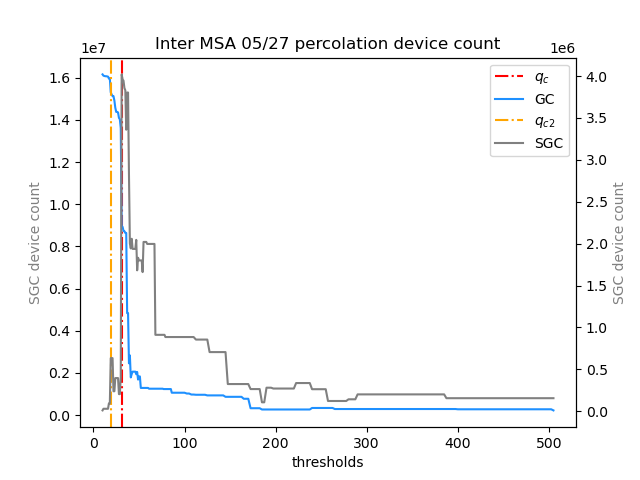 Inter MSA 05/27 percolation device count
1e7
1e6
1.6
1.4
1.2
1.0
0.8
0.6
0.4
0.2
0.0
SGC device count
4.0
3.5
3.0
2.5
2.0
1.5
1.0
0.5
0.0
SGC device count
q_c
GC
q_{c2}
SGC
0 100 200 300 400 500
thresholds